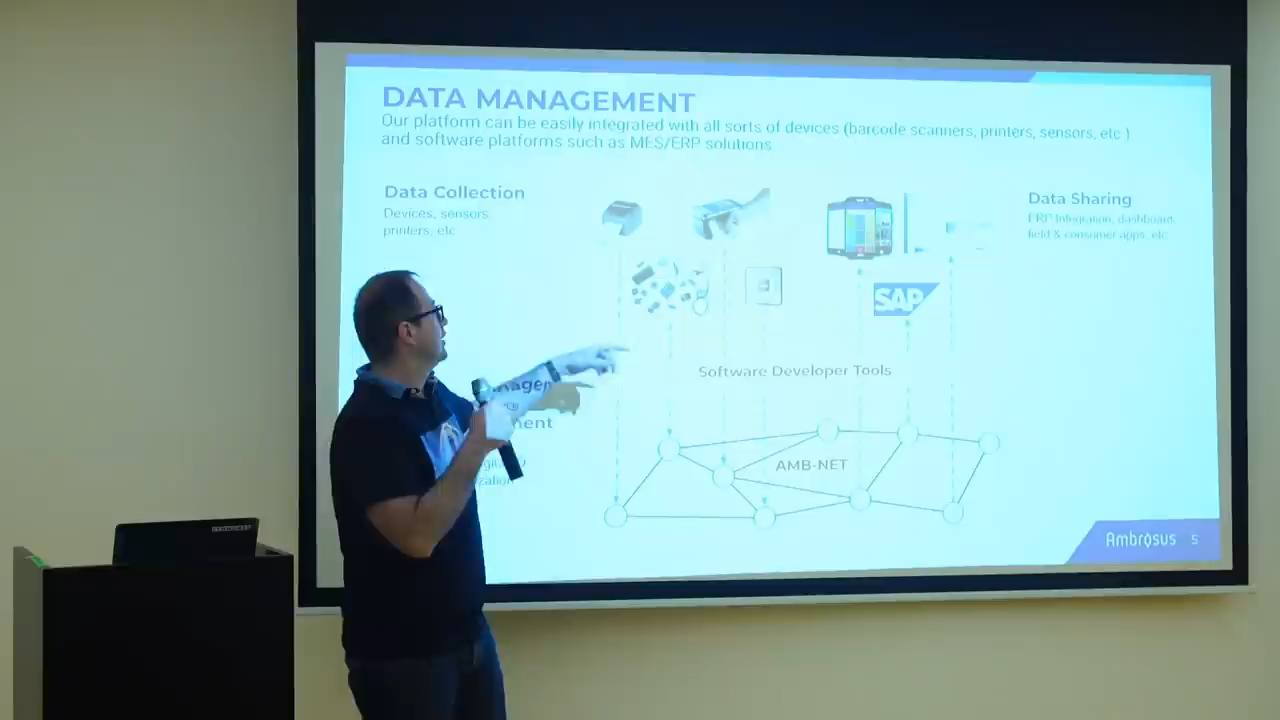 DATA MANAGEMENT
Our platform can be easily integrated with all sorts of devices (barcode scanners, printers, sensors, etc )
and software platforms such as MES/ERP solutions
Data Collection
Devices, sensors,
printers, etc
Data Sharing
ERP Integration, dashboard,
field & consumer apps, etc
SAP
Software Developer Tools
AMB-NET
Ambrosus 5